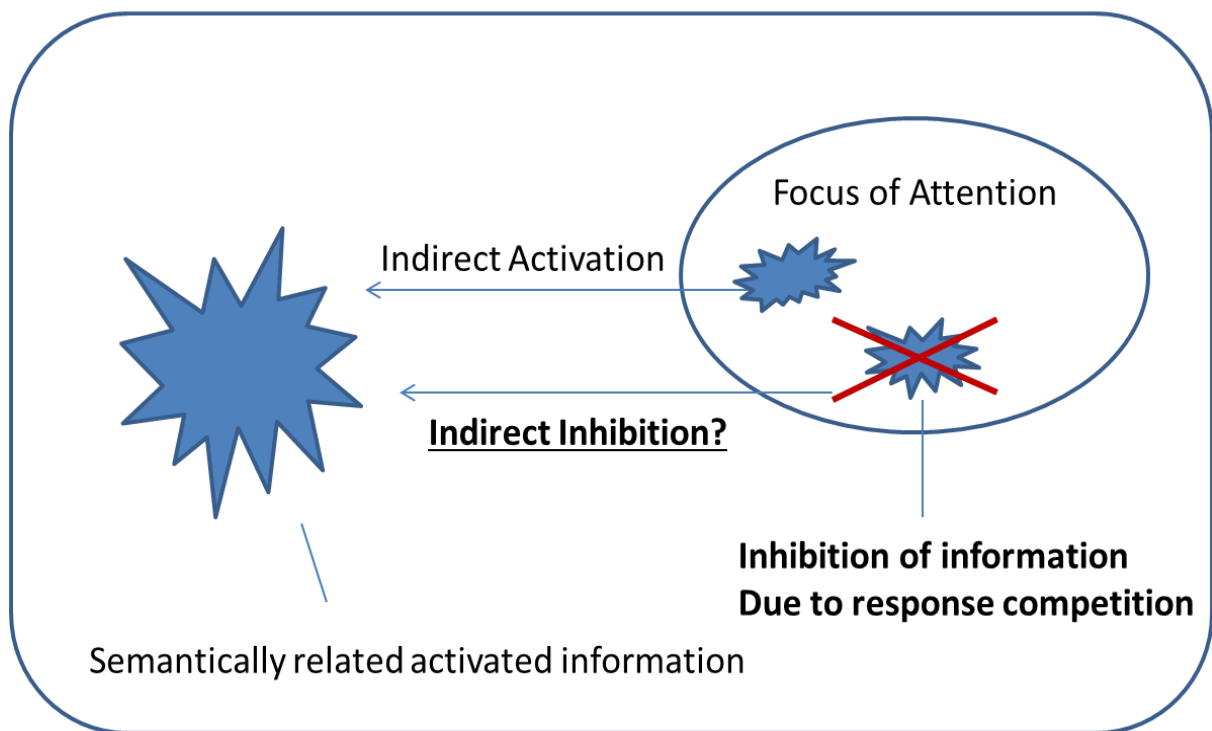 Focus of Attention
Indirect Activation
Indirect Inhibition?
Inhibition of information
Due to response competition
Semantically related activated information